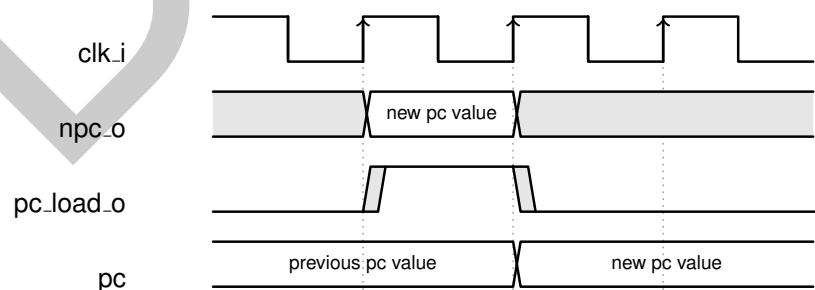 clk_i
npc_o new pc value
pc_load_o
pc previous pc value new pc value